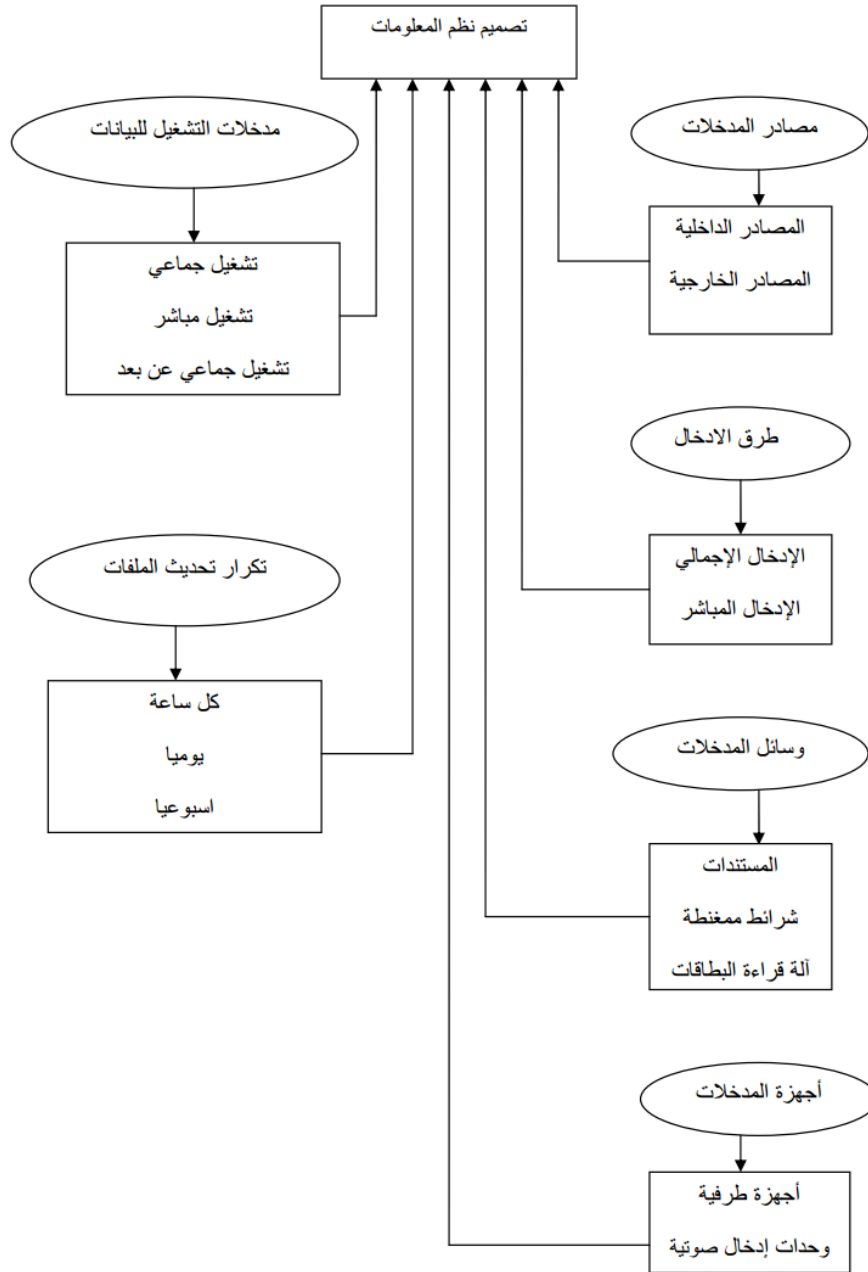 تصميم نظم المعلومات
مصادر المدخلات
المصادر الداخلية
المصادر الخارجية
طرق الادخال
الإدخال الإجمالي
الإدخال المباشر
وسائل المدخلات
المستندات
شرائط ممغنطة
آلة قراءة البطاقات
أجهزة المدخلات
أجهزة طرفية
وحدات إدخال صوتية
مدخلات التشغيل للبيانات
تشغيل جماعي
تشغيل مباشر
تشغيل جماعي عن بعد
تكرار تحديث الملفات
كل ساعة
يوميا
اسبوعيا